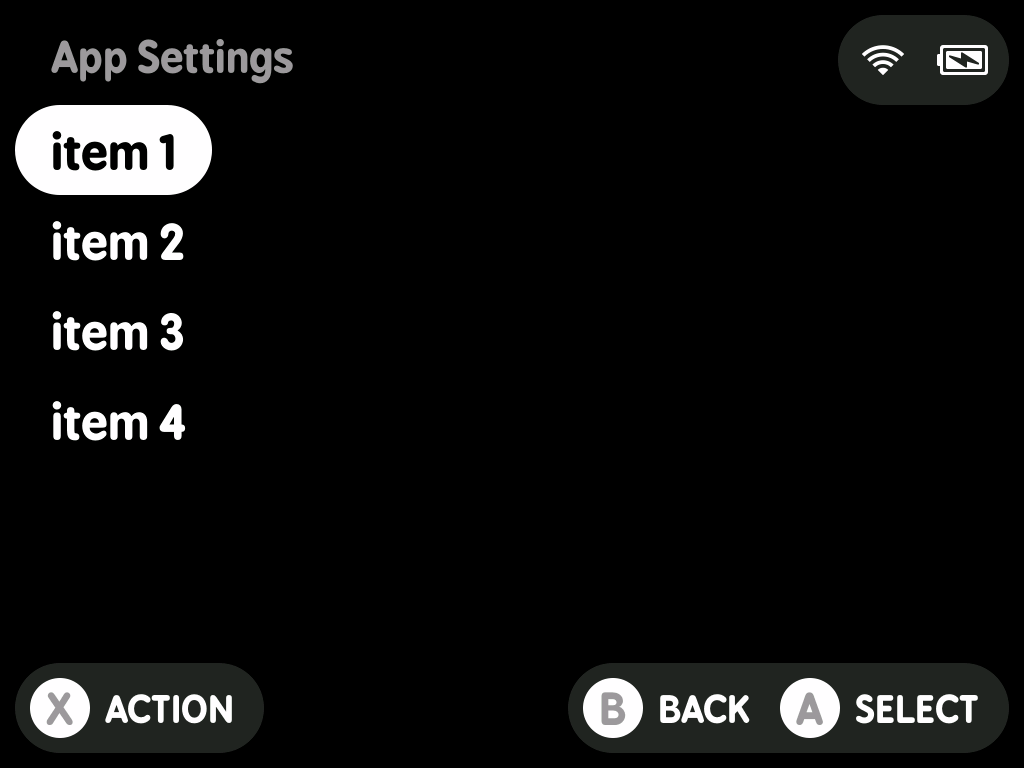 App Settings
item 1
item 2
item 3
item 4
X ACTION
B BACK A SELECT